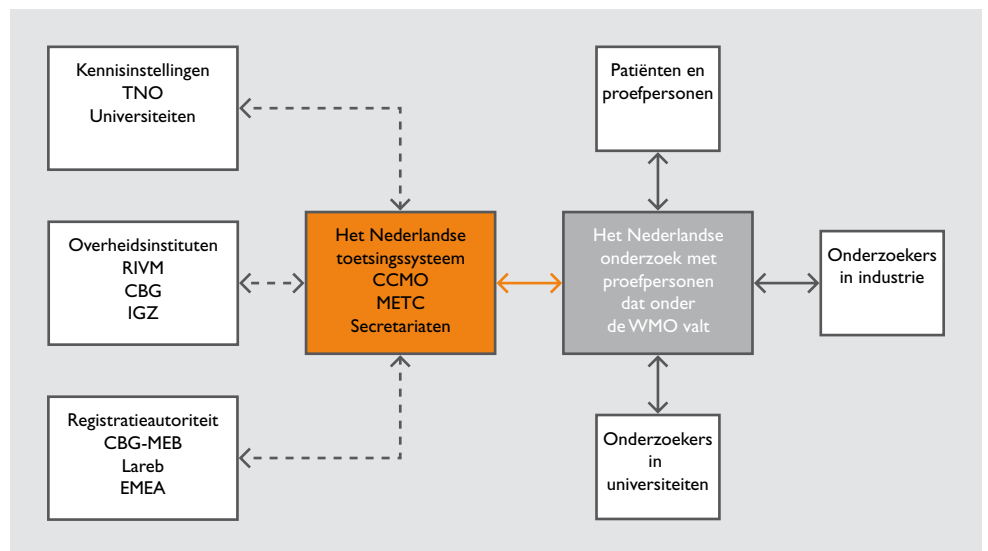 Kennisinstellingen
TNO
Universiteiten
Patiënten en
proefpersonen
Overheidsinstituten
RIVM
CBG
IGZ
Het Nederlandse
toetsingssysteem
CCMO
METC
Secretariaten
Het Nederlandse
onderzoek met
proefpersonen
dat onder
de WMO valt
Onderzoekers
in industrie
Registratieautoriteit
CBG-MEB
Lareb
EMEA
Onderzoekers
in
universiteiten